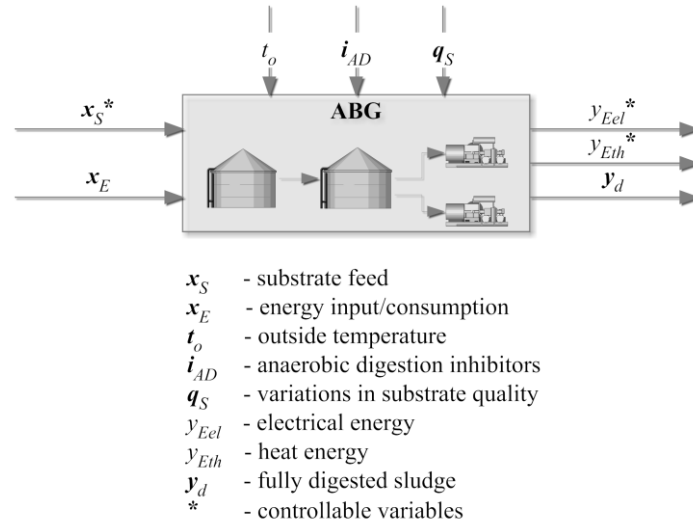 t_o i_AD q_S
ABG
x_S* y_Eel*
y_Eth*
x_E y_d
x_S - substrate feed
x_E - energy input/consumption
t_o - outside temperature
i_AD - anaerobic digestion inhibitors
q_S - variations in substrate quality
y_Eel - electrical energy
y_Eth - heat energy
y_d - fully digested sludge
* - controllable variables